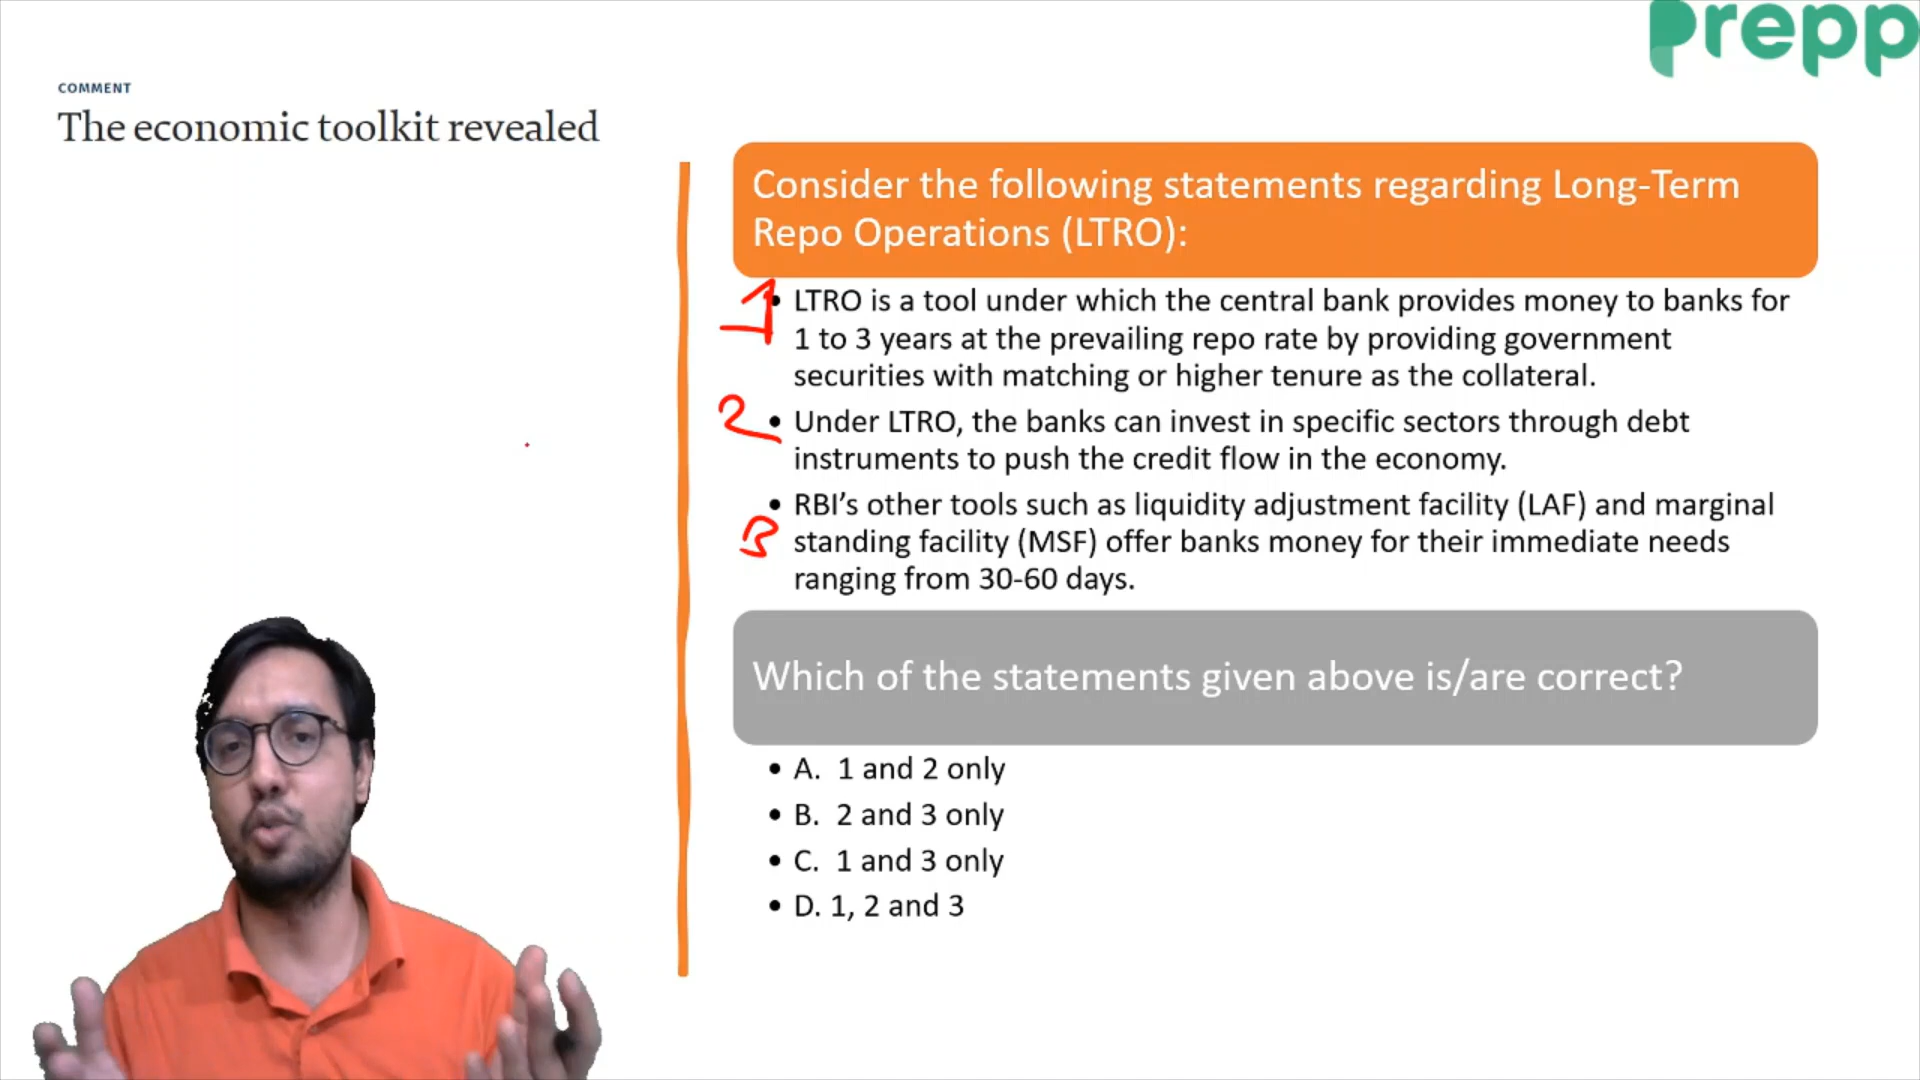 prepp
COMMENT
The economic toolkit revealed
Consider the following statements regarding Long-Term
Repo Operations (LTRO):
1 • LTRO is a tool under which the central bank provides money to banks for
1 to 3 years at the prevailing repo rate by providing government
securities with matching or higher tenure as the collateral.
2 • Under LTRO, the banks can invest in specific sectors through debt
instruments to push the credit flow in the economy.
3 • RBI’s other tools such as liquidity adjustment facility (LAF) and marginal
standing facility (MSF) offer banks money for their immediate needs
ranging from 30-60 days.
Which of the statements given above is/are correct?
• A. 1 and 2 only
• B. 2 and 3 only
• C. 1 and 3 only
• D. 1, 2 and 3